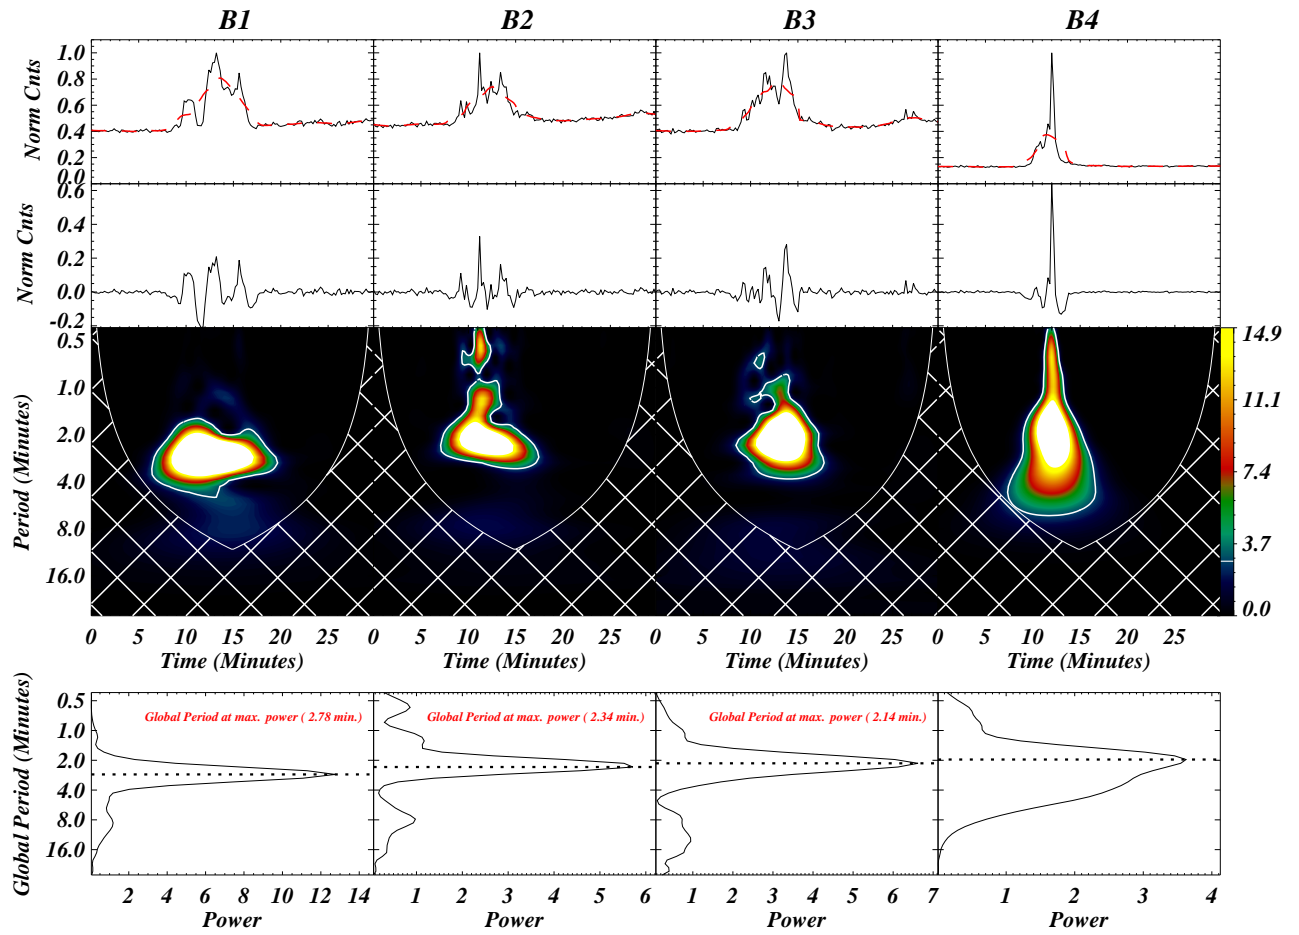 B1 B2 B3 B4
Norm Cnts
1.0
0.8
0.6
0.4
0.2
0.0
Norm Cnts
0.6
0.4
0.2
0.0
-0.2
Period (Minutes)
0.5
1.0
2.0
4.0
8.0
16.0
14.9
11.1
7.4
3.7
0.0
0 5 10 15 20 25 0 5 10 15 20 25 0 5 10 15 20 25 0 5 10 15 20 25
Time (Minutes) Time (Minutes) Time (Minutes) Time (Minutes)
Global Period (Minutes)
0.5
1.0
2.0
4.0
8.0
16.0
Global Period at max. power ( 2.78 min.) Global Period at max. power ( 2.34 min.) Global Period at max. power ( 2.14 min.)
2 4 6 8 10 12 14 1 2 3 4 5 6 1 2 3 4 5 6 7 1 2 3 4
Power Power Power Power